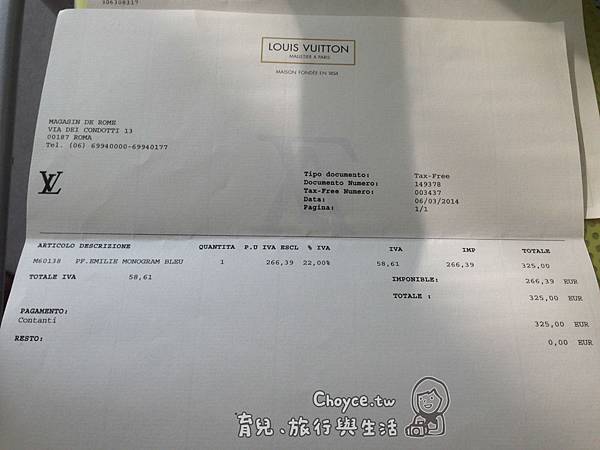 306308317
LOUIS VUITTON
MALLETIER A PARIS
MAISON FONDÉE EN 1854
MAGASIN DE ROME
VIA DEI CONDOTTI 13
00187 ROMA
Tel. (06) 69940000-69940177
LV
Tipo documento: Tax-Free
Documento Numero: 149378
Tax-Free Numero: 003437
Data: 06/03/2014
Pagina: 1/1
ARTICOLO DESCRIZIONE QUANTITA P.U IVA ESCL % IVA IVA IMP TOTALE
M60138 PF.EMILIE MONOGRAM BLEU 1 266,39 22,00% 58,61 266,39 325,00
TOTALE IVA 58,61 IMPONIBILE: 266,39 EUR
TOTALE : 325,00 EUR
PAGAMENTO:
Contanti 325,00 EUR
RESTO: 0,00 EUR
Choyce.tw
育兒、旅行與生活